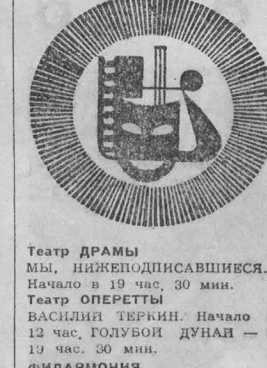 Театр ДРАМЫ
МЫ, НИЖЕПОДПИСАВШИЕСЯ.
Начало в 19 час. 30 мин.
Театр ОПЕРЕТТЫ
ВАСИЛИЙ ТЕРКИН. Начало
12 час. ГОЛУБОЙ ДУНАЙ —
19 час. 30 мин.
ФИЛАРМОНИЯ